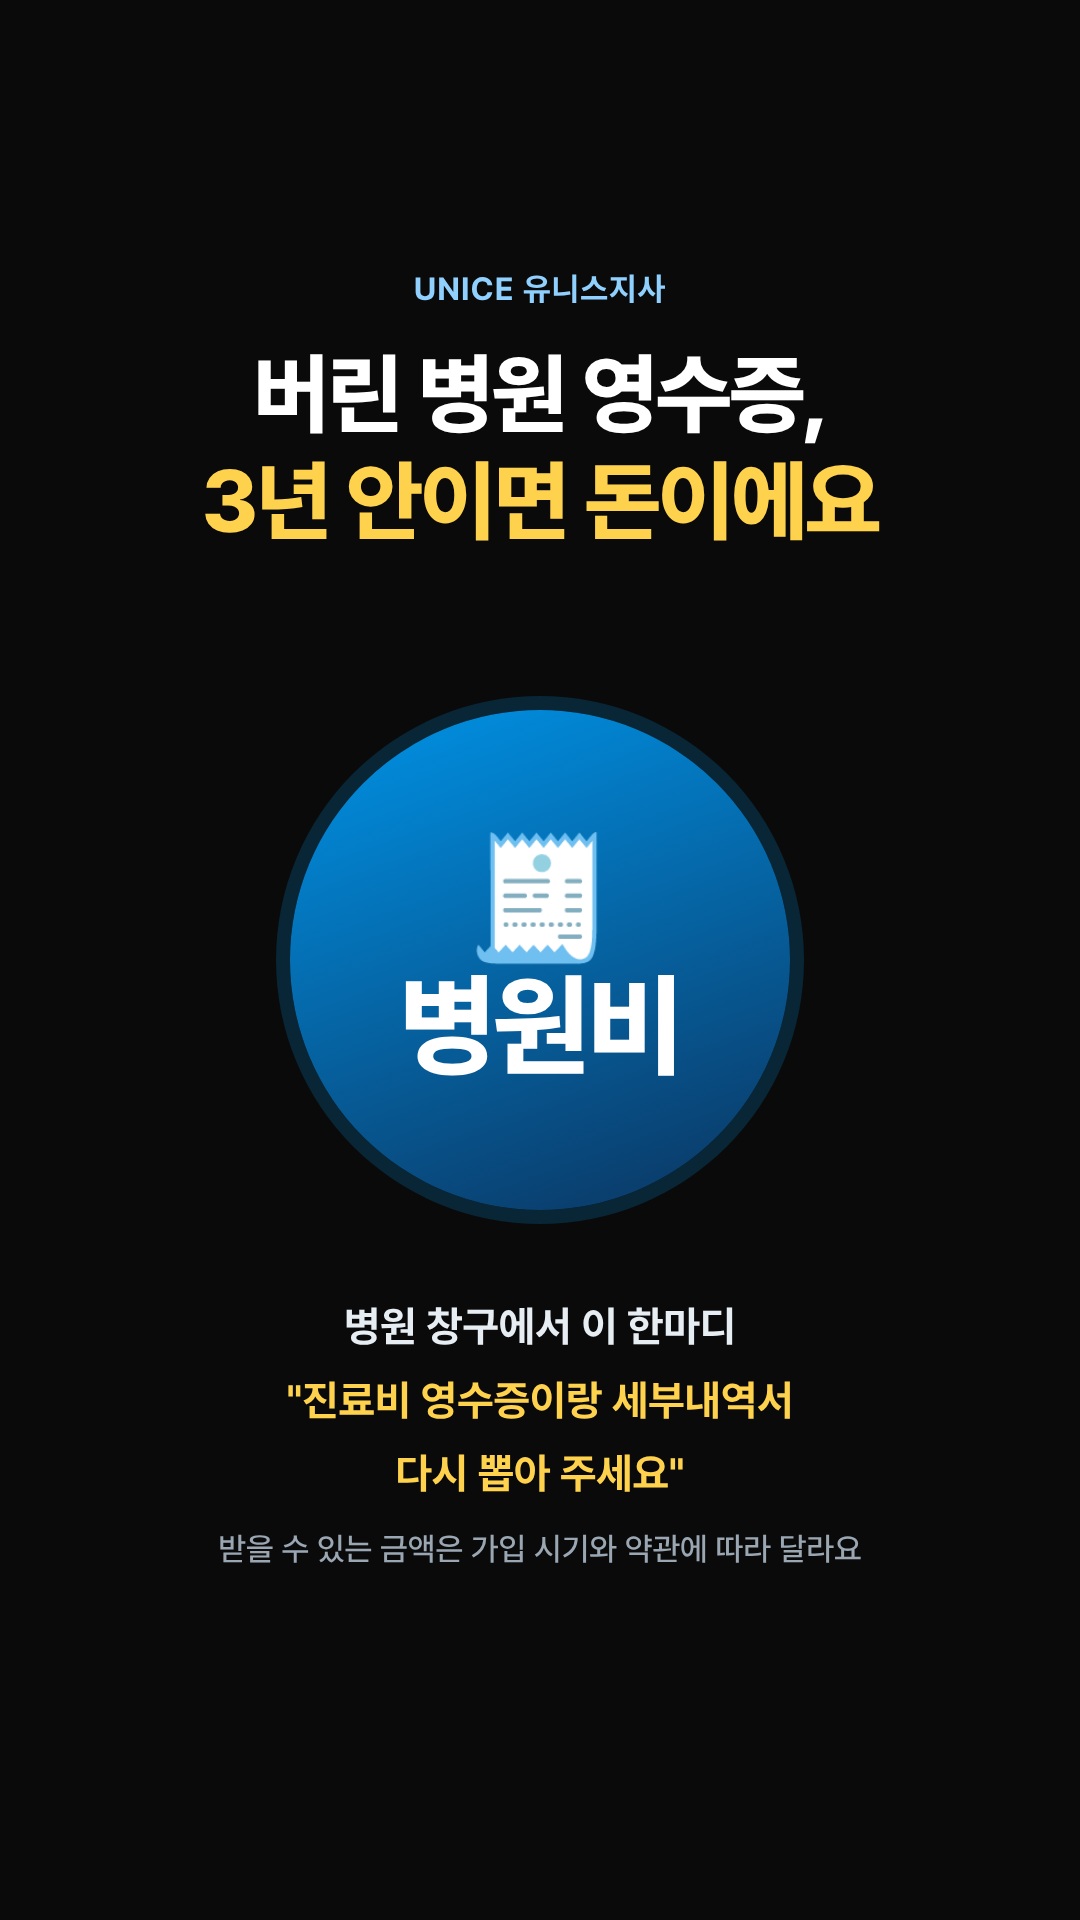 UNICE 유니스지사
버린 병원 영수증,
3년 안이면 돈이에요
병원비
병원 창구에서 이 한마디
"진료비 영수증이랑 세부내역서
다시 뽑아 주세요"
받을 수 있는 금액은 가입 시기와 약관에 따라 달라요